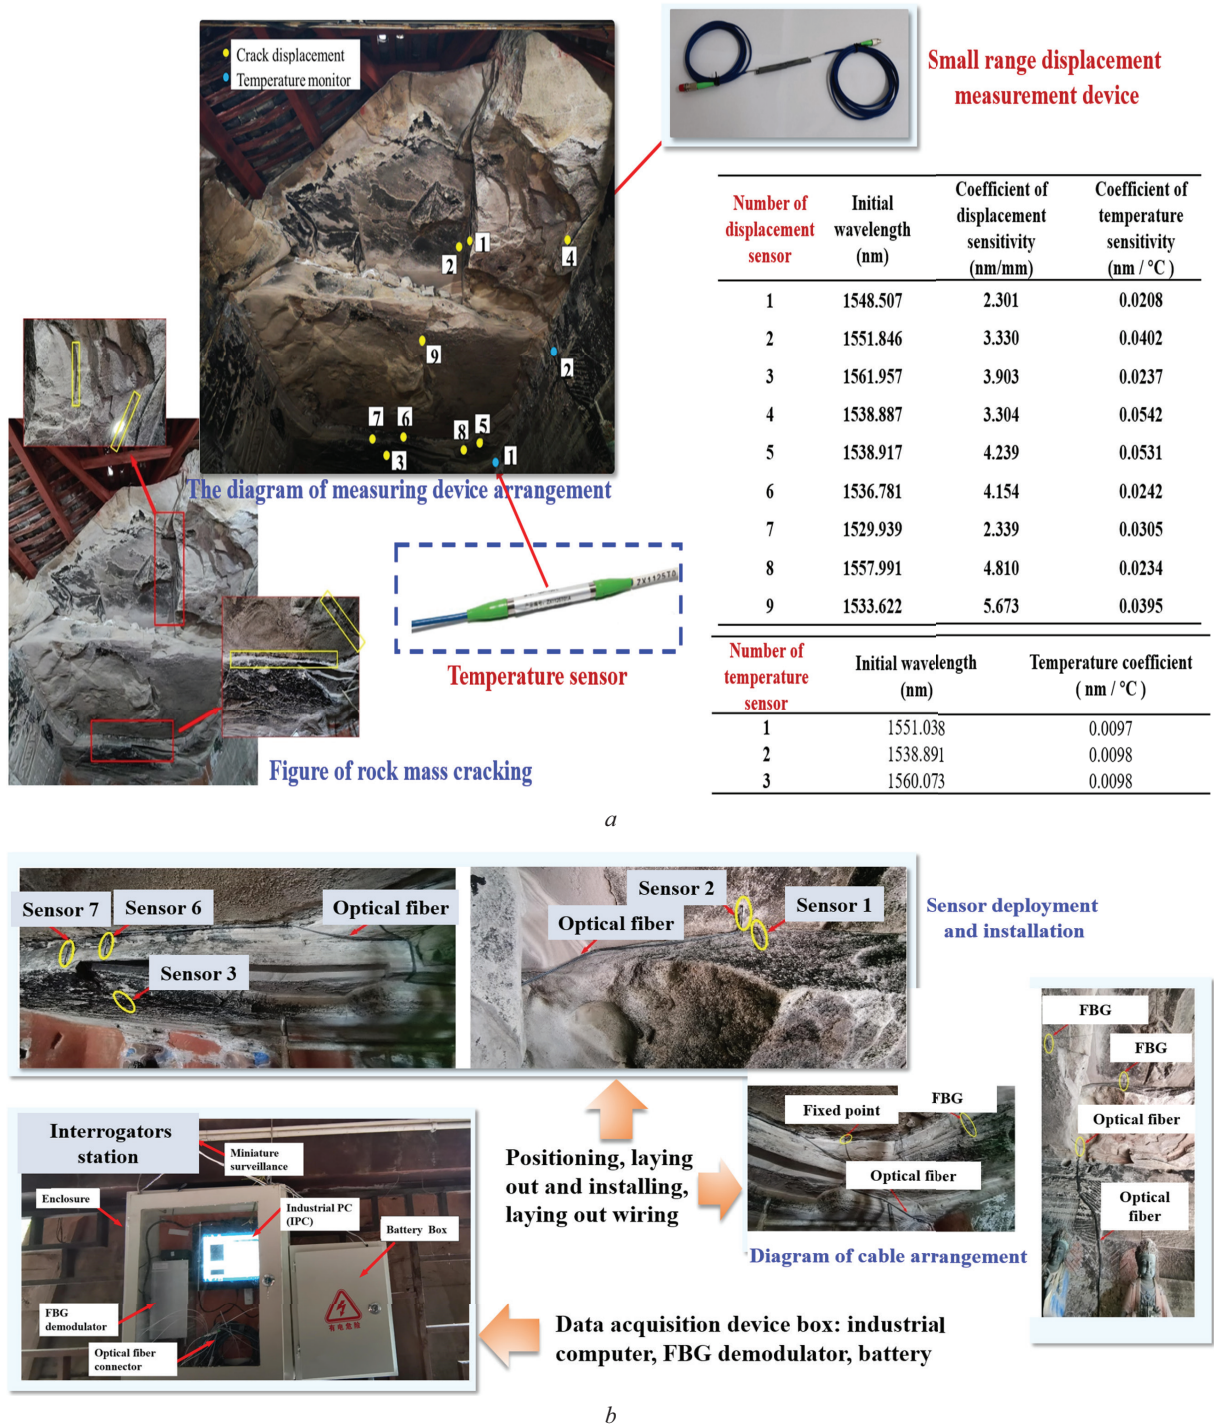 Crack displacement
Temperature monitor
1
2
4
9
2
7
6
5
8
3
1
The diagram of measuring device arrangement
Small range displacement
measurement device
Temperature sensor
Figure of rock mass cracking
Number of displacement sensor Initial wavelength (nm) Coefficient of displacement sensitivity (nm/mm) Coefficient of temperature sensitivity (nm / °C )
1 1548.507 2.301 0.0208
2 1551.846 3.330 0.0402
3 1561.957 3.903 0.0237
4 1538.887 3.304 0.0542
5 1538.917 4.239 0.0531
6 1536.781 4.154 0.0242
7 1529.939 2.339 0.0305
8 1557.991 4.810 0.0234
9 1533.622 5.673 0.0395
Number of temperature sensor Initial wavelength (nm) Temperature coefficient ( nm / °C )
1 1551.038 0.0097
2 1538.891 0.0098
3 1560.073 0.0098
a
Sensor 7
Sensor 6
Optical fiber
Sensor 3
Sensor 2
Sensor 1
Optical fiber
Sensor deployment
and installation
FBG
FBG
Optical fiber
Optical
fiber
Fixed point
FBG
Optical fiber
Diagram of cable arrangement
Positioning, laying
out and installing,
laying out wiring
Interrogators
station
Miniature
surveillance
Enclosure
Industrial PC
(IPC)
Battery Box
FBG
demodulator
Optical fiber
connector
有电危险
Data acquisition device box: industrial
computer, FBG demodulator, battery
b